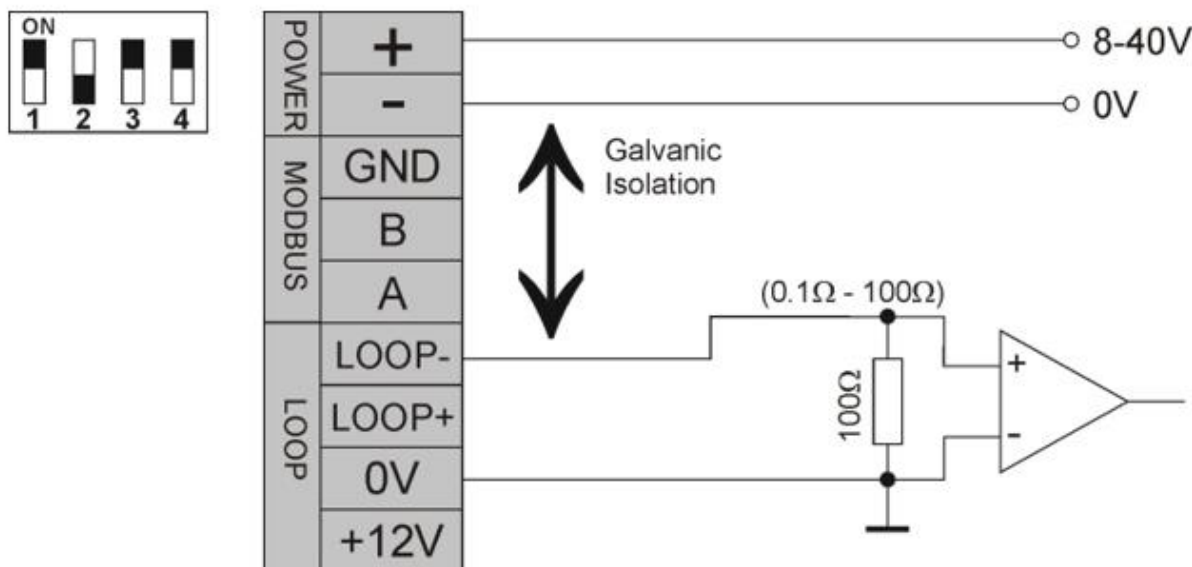 ON
1 2 3 4
POWER
+
-
MODBUS
GND
B
A
LOOP
LOOP-
LOOP+
0V
+12V
8-40V
0V
Galvanic
Isolation
(0.1Ω - 100Ω)
100Ω
+
-